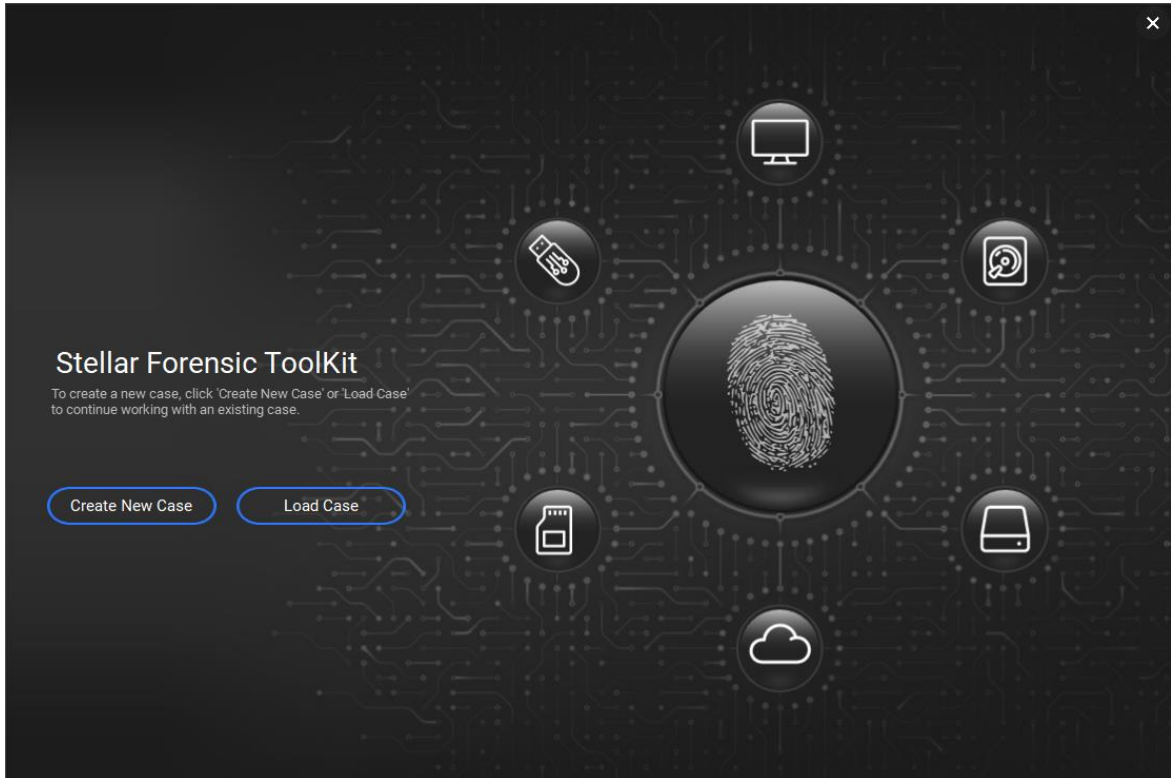 Stellar Forensic ToolKit
To create a new case, click 'Create New Case' or 'Load Case'
to continue working with an existing case.
Create New Case
Load Case